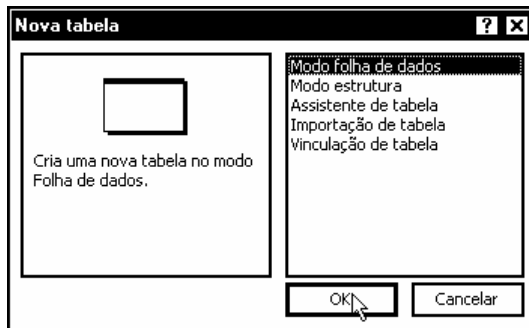 Nova tabela
Cria uma nova tabela no modo
Folha de dados.
Modo folha de dados
Modo estrutura
Assistente de tabela
Importação de tabela
Vinculação de tabela
OK
Cancelar